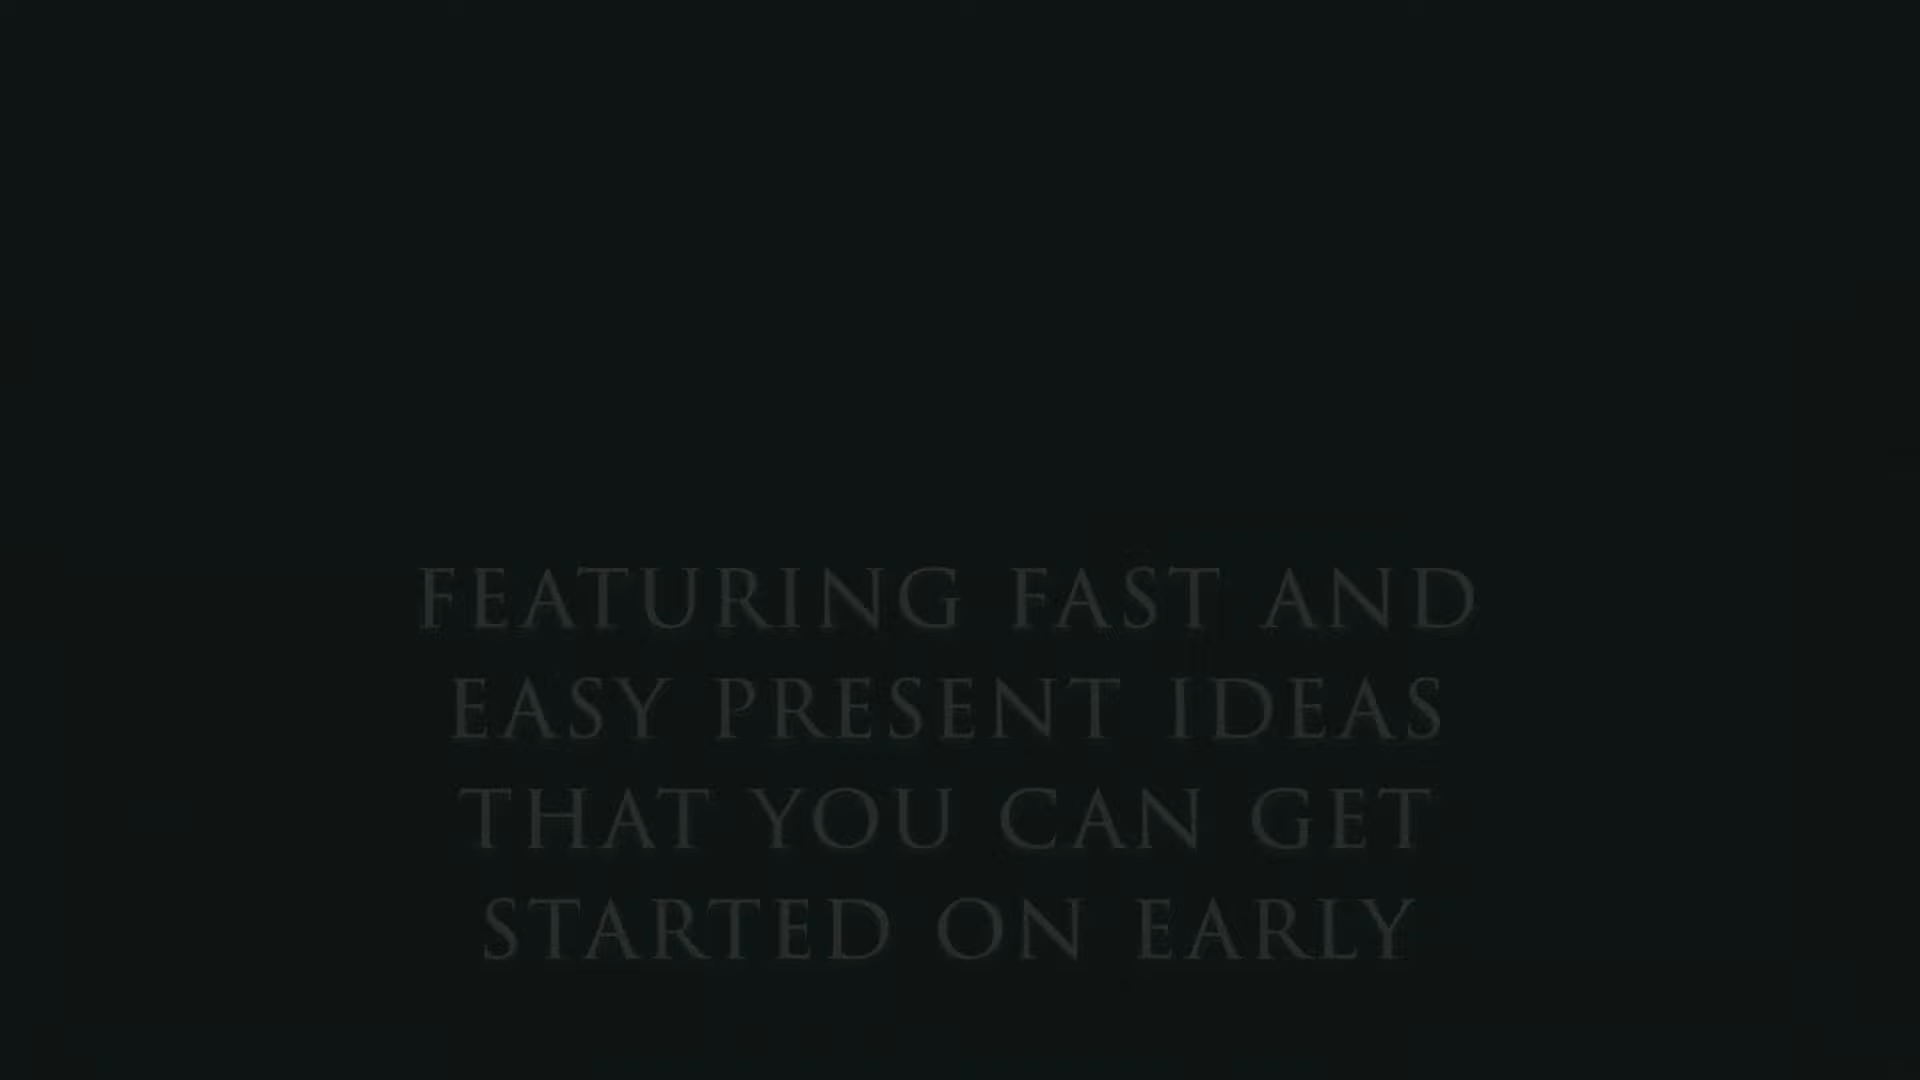 FEATURING FAST AND
EASY PRESENT IDEAS
THAT YOU CAN GET
STARTED ON EARLY